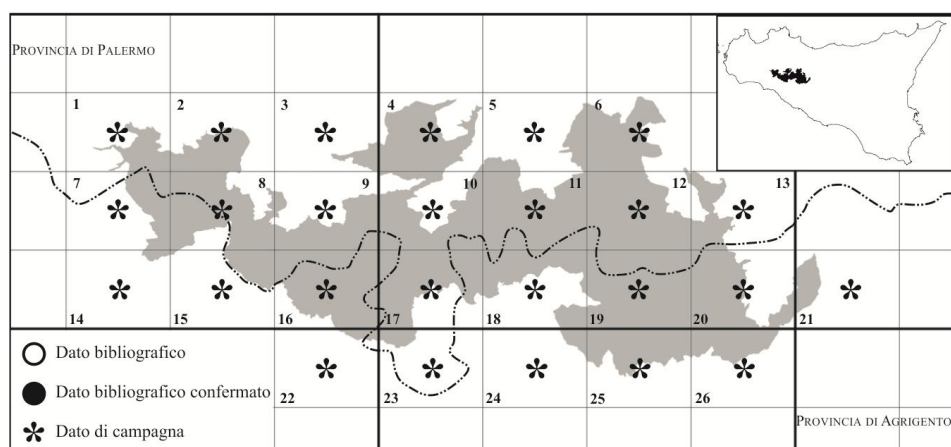 PROVINCIA DI PALERMO
1 2 3 4 5 6
7 8 9 10 11 12 13
14 15 16 17 18 19 20 21
Dato bibliografico
Dato bibliografico confermato
Dato di campagna
22 23 24 25 26
PROVINCIA DI AGRIGENTO